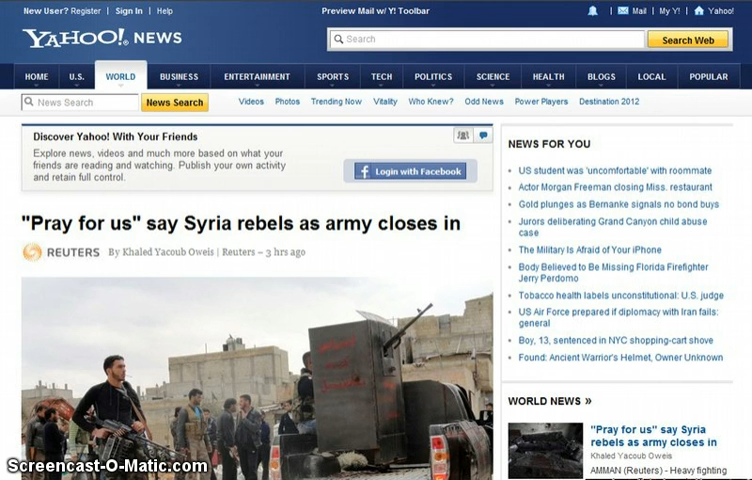 New User? Register | Sign In | Help
Preview Mail w/ Y! Toolbar
Mail | My Y! | Yahoo!
YAHOO! NEWS
Search
Search Web
HOME
U.S.
WORLD
BUSINESS
ENTERTAINMENT
SPORTS
TECH
POLITICS
SCIENCE
HEALTH
BLOGS
LOCAL
POPULAR
News Search
News Search
Videos
Photos
Trending Now
Vitality
Who Knew?
Odd News
Power Players
Destination 2012
Discover Yahoo! With Your Friends
Explore news, videos and much more based on what your
friends are reading and watching. Publish your own activity
and retain full control.
Login with Facebook
"Pray for us" say Syria rebels as army closes in
REUTERS By Khaled Yacoub Oweis | Reuters – 3 hrs ago
NEWS FOR YOU
US student was 'uncomfortable' with roommate
Actor Morgan Freeman closing Miss. restaurant
Gold plunges as Bernanke signals no bond buys
Jurors deliberating Grand Canyon child abuse
case
The Military Is Afraid of Your iPhone
Body Believed to Be Missing Florida Firefighter
Jerry Perdomo
Tobacco health labels unconstitutional: U.S. judge
US Air Force prepared if diplomacy with Iran fails:
general
Boy, 13, sentenced in NYC shopping-cart shove
Found: Ancient Warrior's Helmet, Owner Unknown
WORLD NEWS »
"Pray for us" say Syria
rebels as army closes in
Khaled Yacoub Oweis
AMMAN (Reuters) - Heavy fighting
Screencast-O-Matic.com